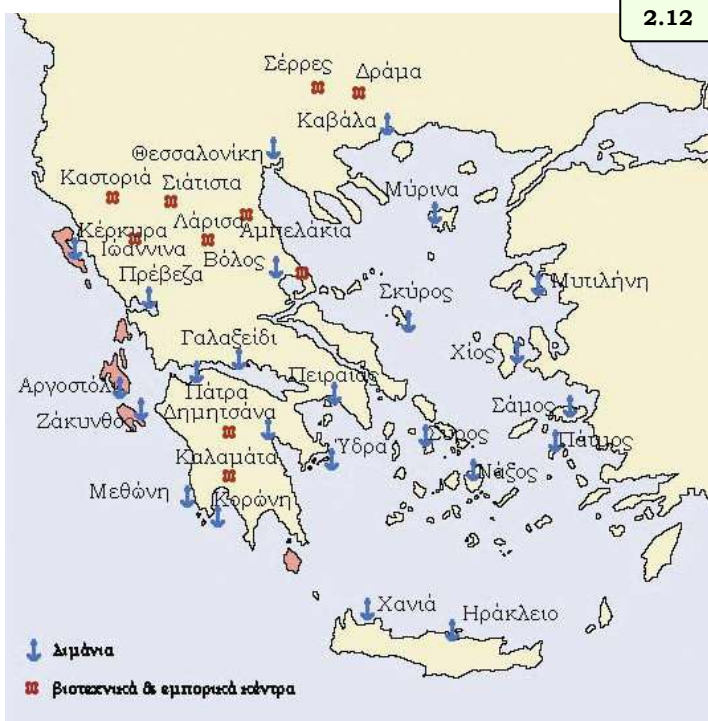 2.12
Σέρρες
Δράμα
Καβάλα
Θεσσαλονίκη
Καστοριά
Σιάτιστα
Μύρινα
Κέρκυρα
Λάρισα
Αμπελάκια
Ιωάννινα
Βόλος
Πρέβεζα
Μυτιλήνη
Σκύρος
Γαλαξείδι
Χίος
Πειραιάς
Αργοστόλι
Πάτρα
Ζάκυνθος
Δημητσάνα
Σάμος
Ύδρα
Σύρος
Πάτμος
Καλαμάτα
Νάξος
Μεθώνη
Κορώνη
Χανιά
Ηράκλειο
λιμάνια
βιοτεχνικά & εμπορικά κέντρα